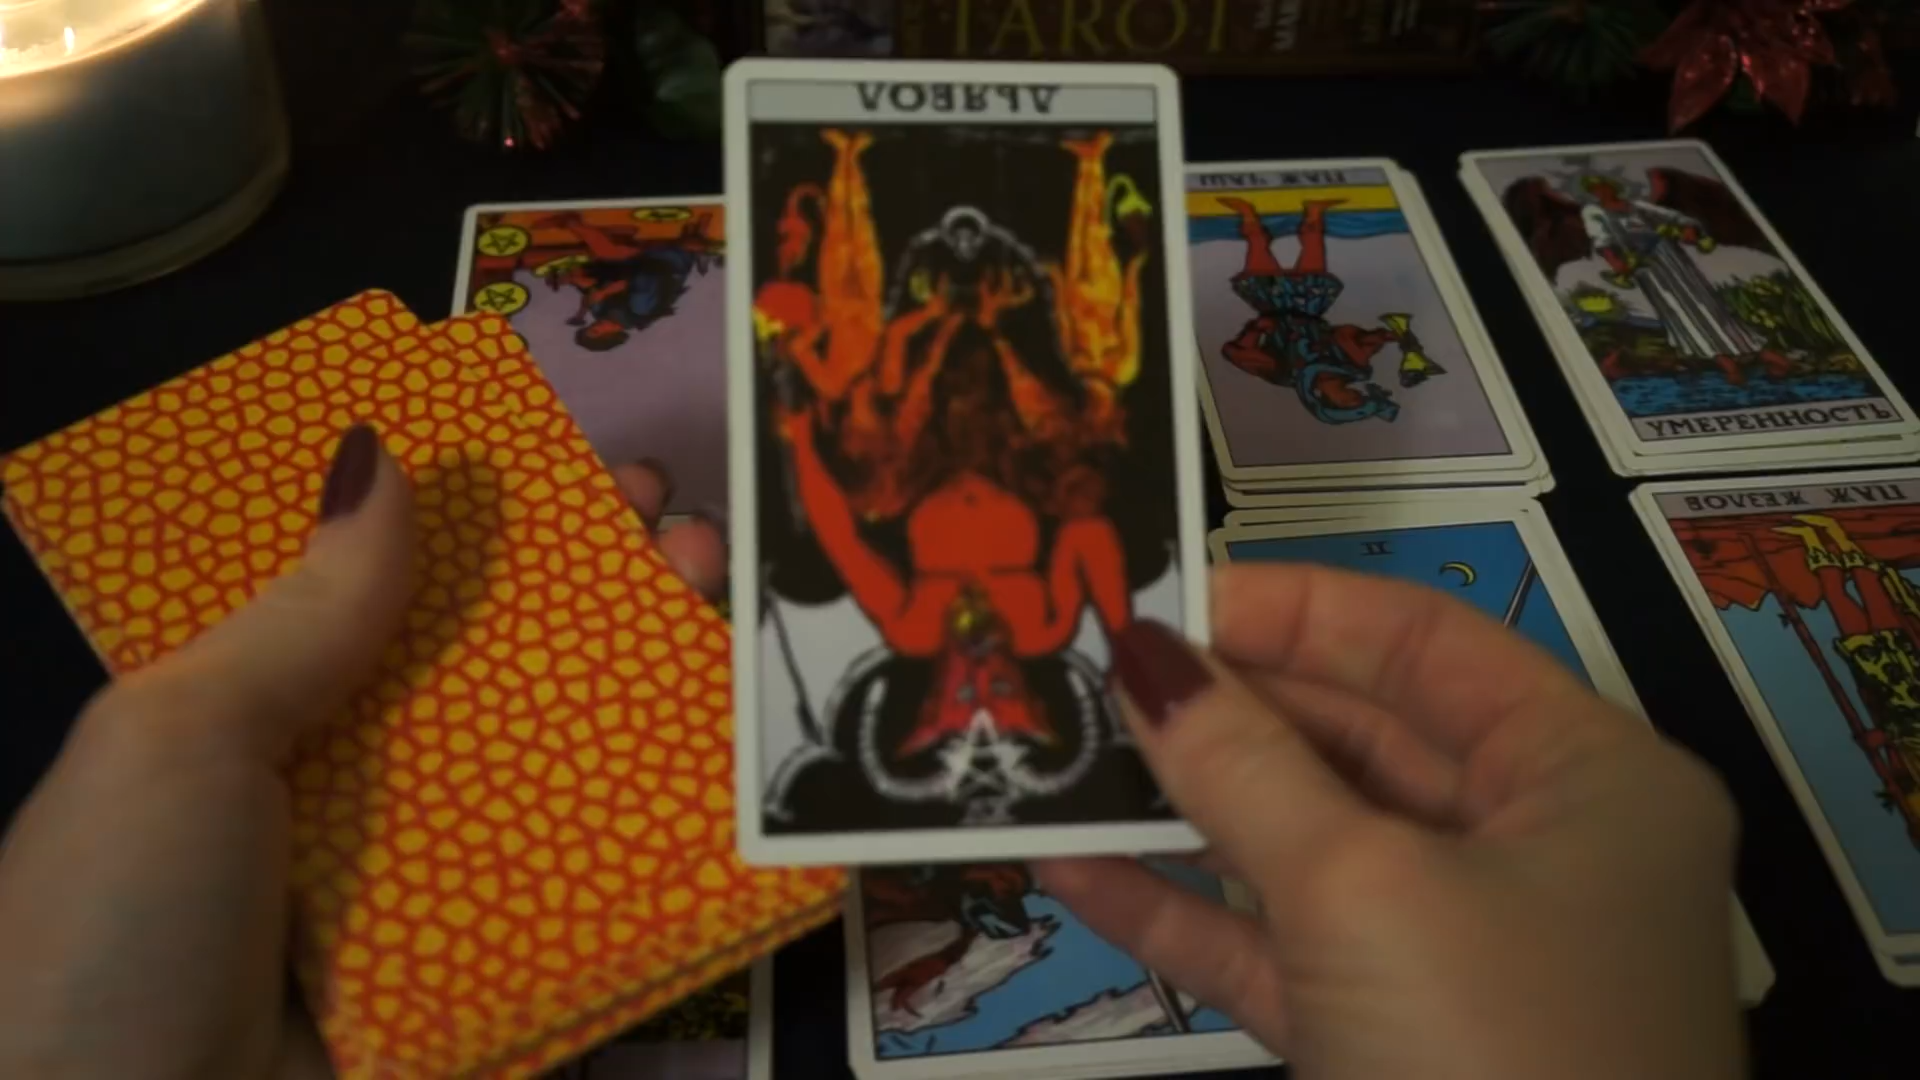 TAROT
ДЬЯВОЛ
ПАЖ ЧАШ
УМЕРЕННОСТЬ
ПАЖ ЖЕЗЛОВ
II